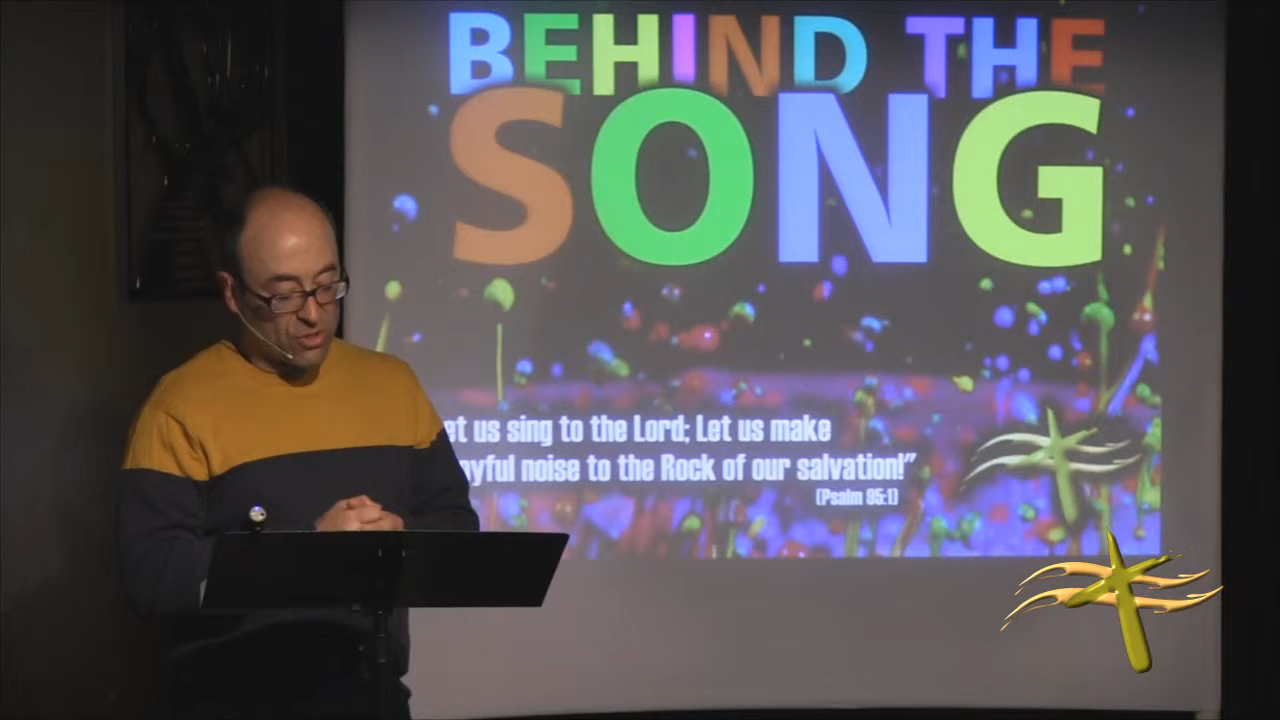 BEHIND THE
SONG
et us sing to the Lord; Let us make
yful noise to the Rock of our salvation!”
(Psalm 95:1)